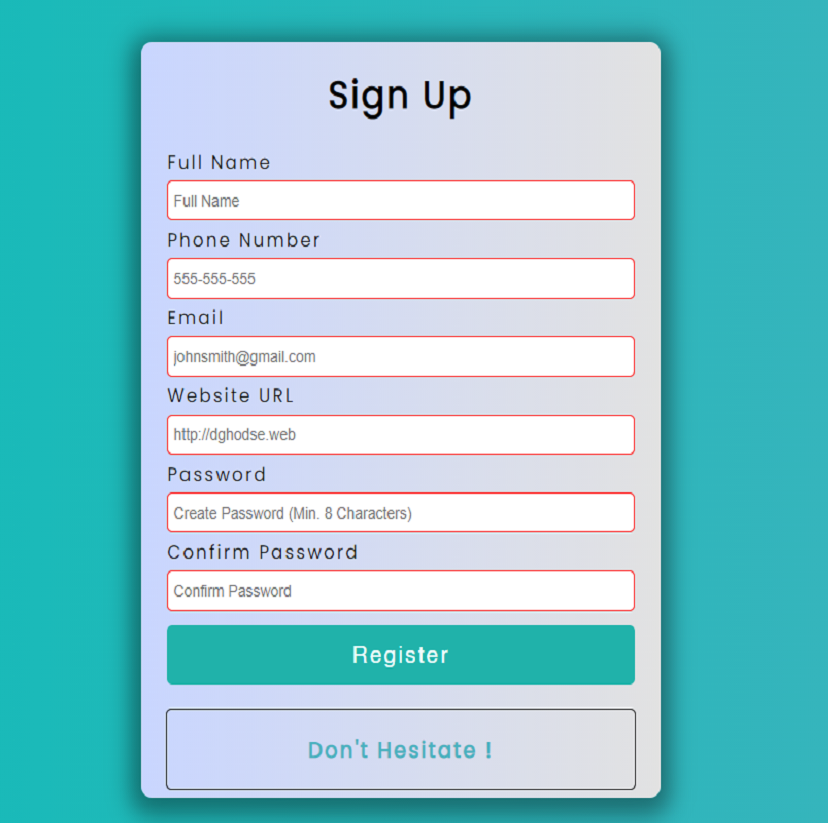 Sign Up
Full Name
Full Name
Phone Number
555-555-555
Email
johnsmith@gmail.com
Website URL
http://dghodse.web
Password
Create Password (Min. 8 Characters)
Confirm Password
Confirm Password
Register
Don't Hesitate !